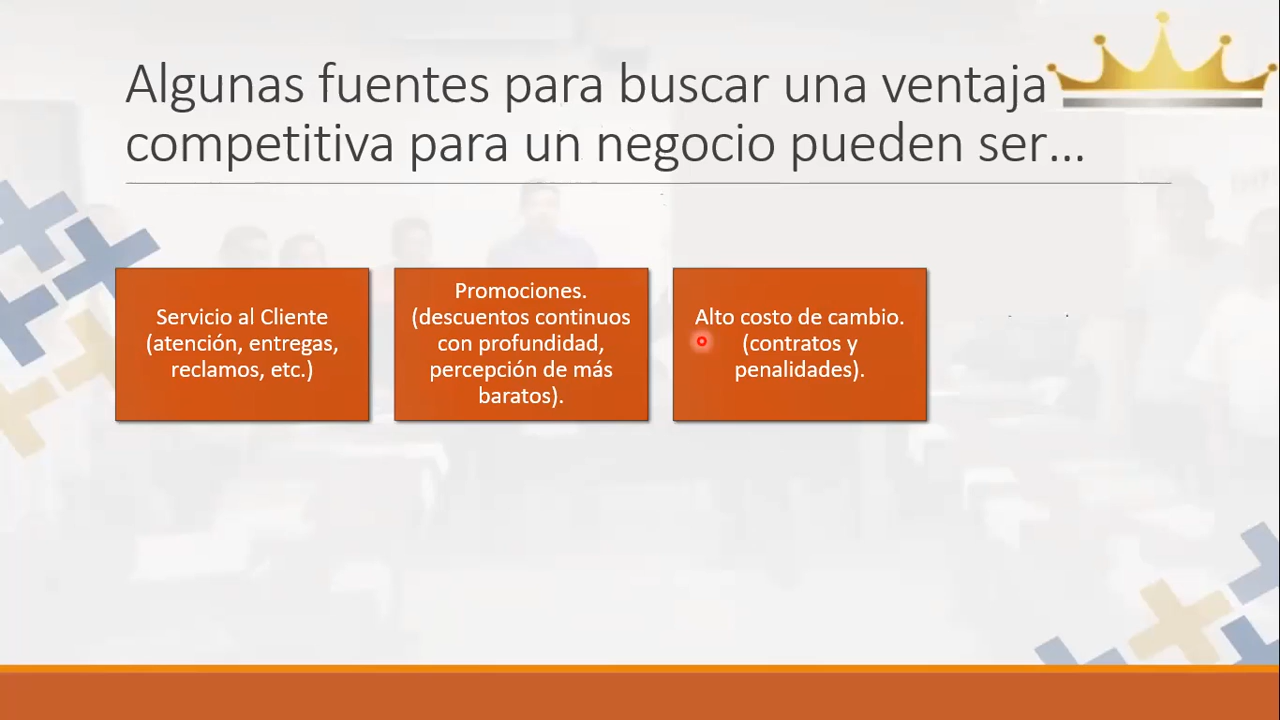 Algunas fuentes para buscar una ventaja
competitiva para un negocio pueden ser...
Servicio al Cliente
(atención, entregas,
reclamos, etc.)
Promociones.
(descuentos continuos
con profundidad,
percepción de más
baratos).
Alto costo de cambio.
(contratos y
penalidades).